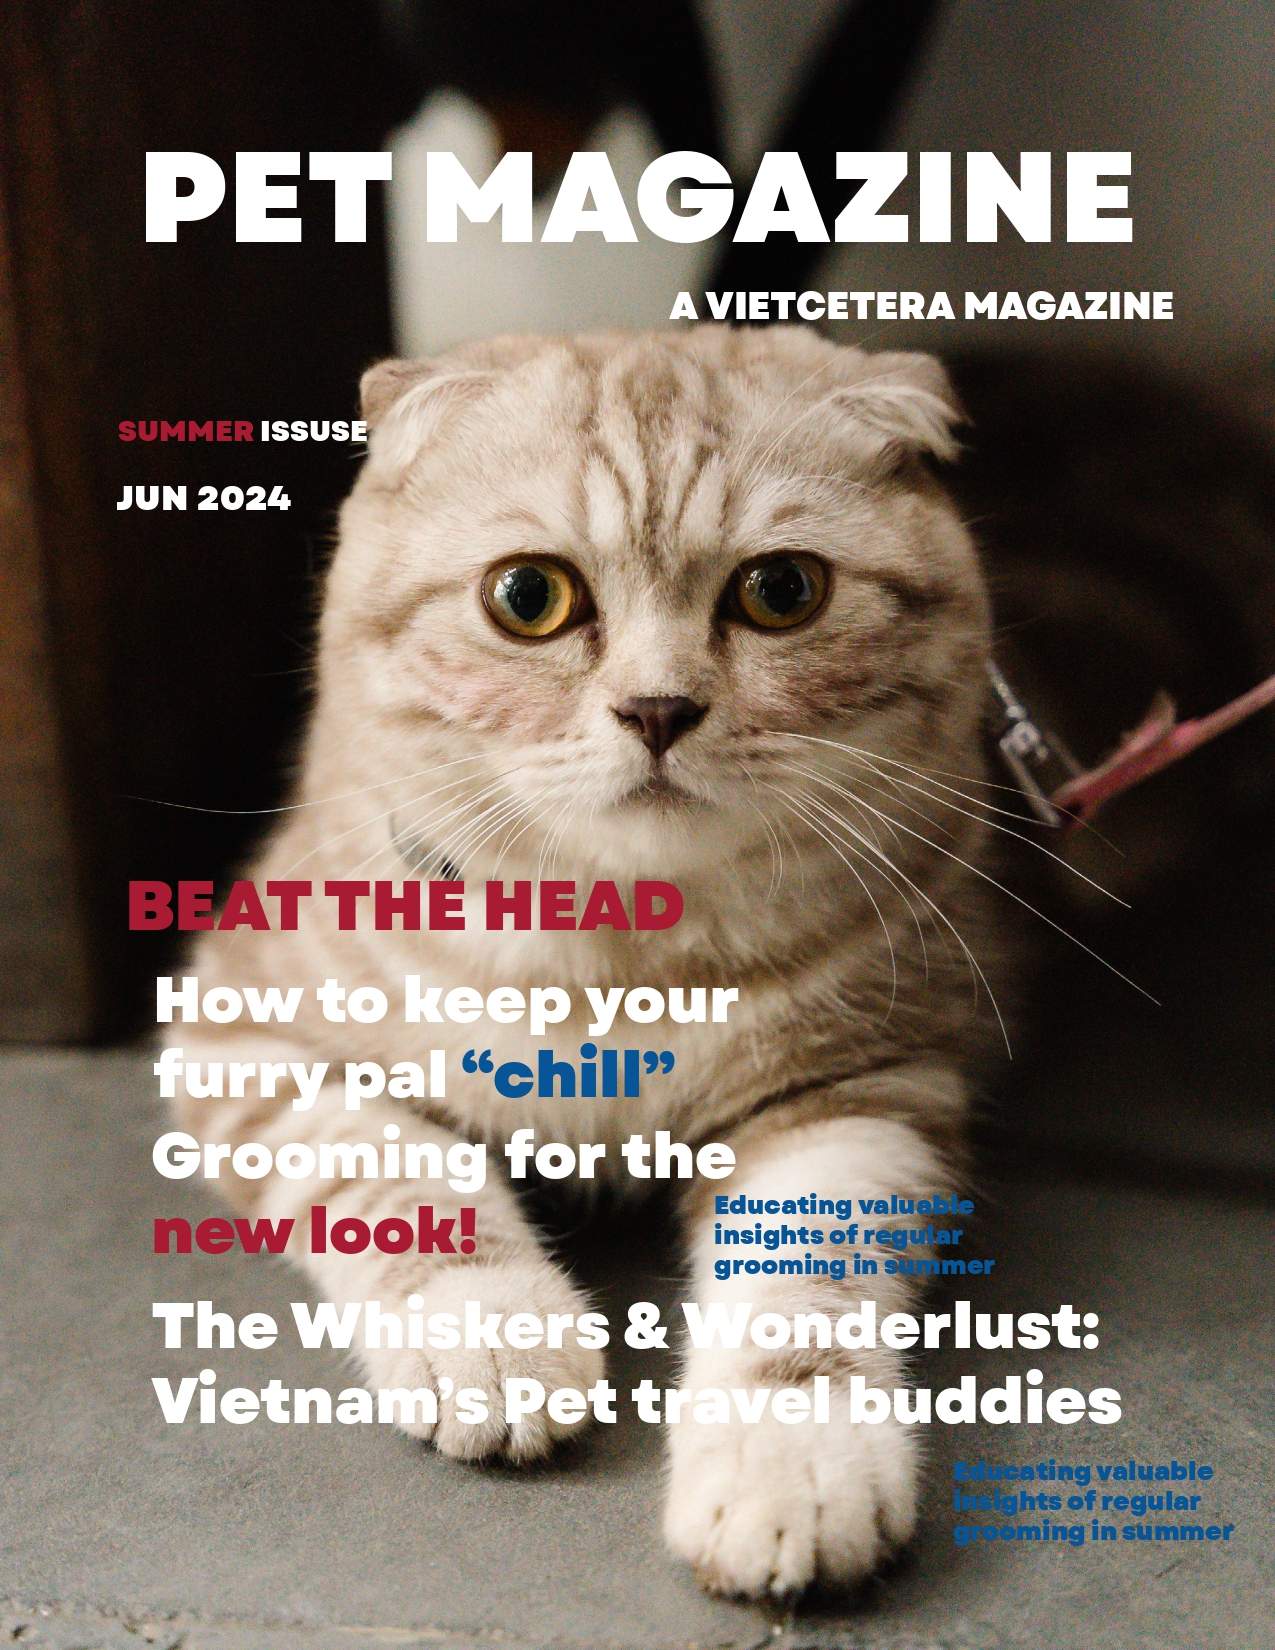 PET MAGAZINE
A VIETCETERA MAGAZINE
SUMMER ISSUSE
JUN 2024
BEAT THE HEAD
How to keep your
furry pal “chill”
Grooming for the
new look!
Educating valuable
insights of regular
grooming in summer
The Whiskers & Wonderlust:
Vietnam’s Pet travel buddies
Educating valuable
insights of regular
grooming in summer